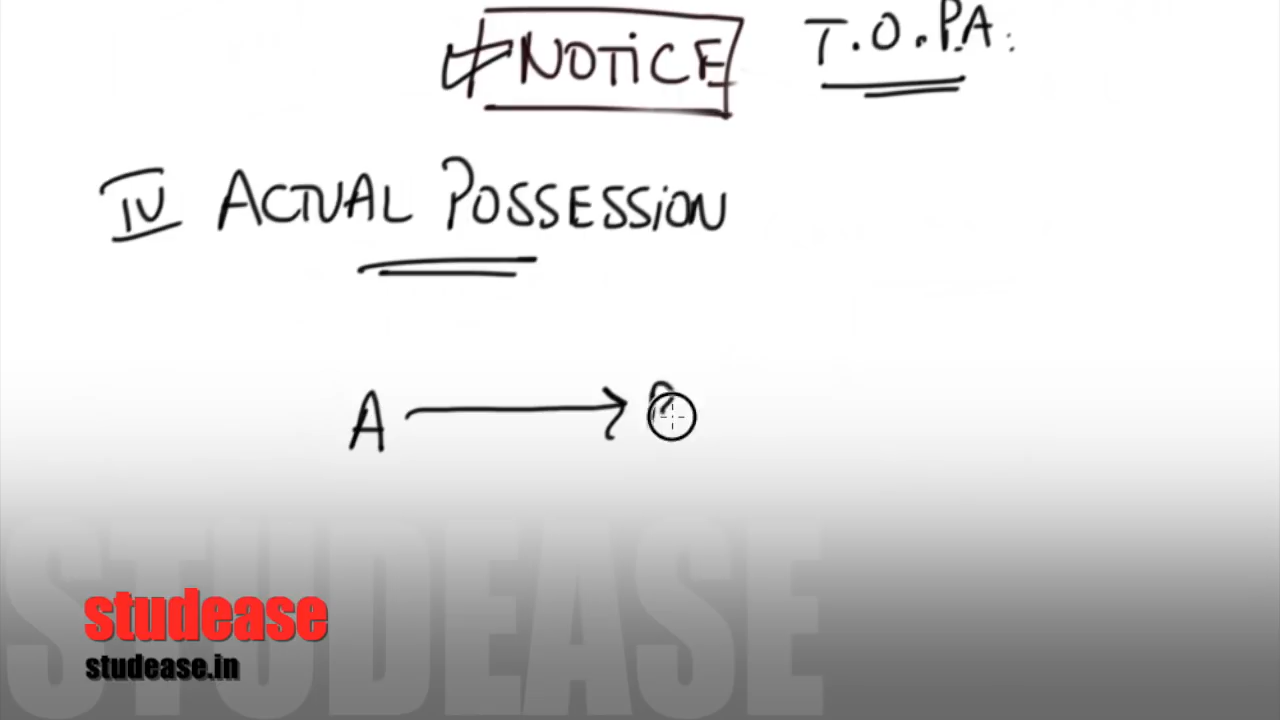 NOTICE T.O.P.A.
IV ACTUAL POSSESSION
A
STUDEASE
studease
studease.in